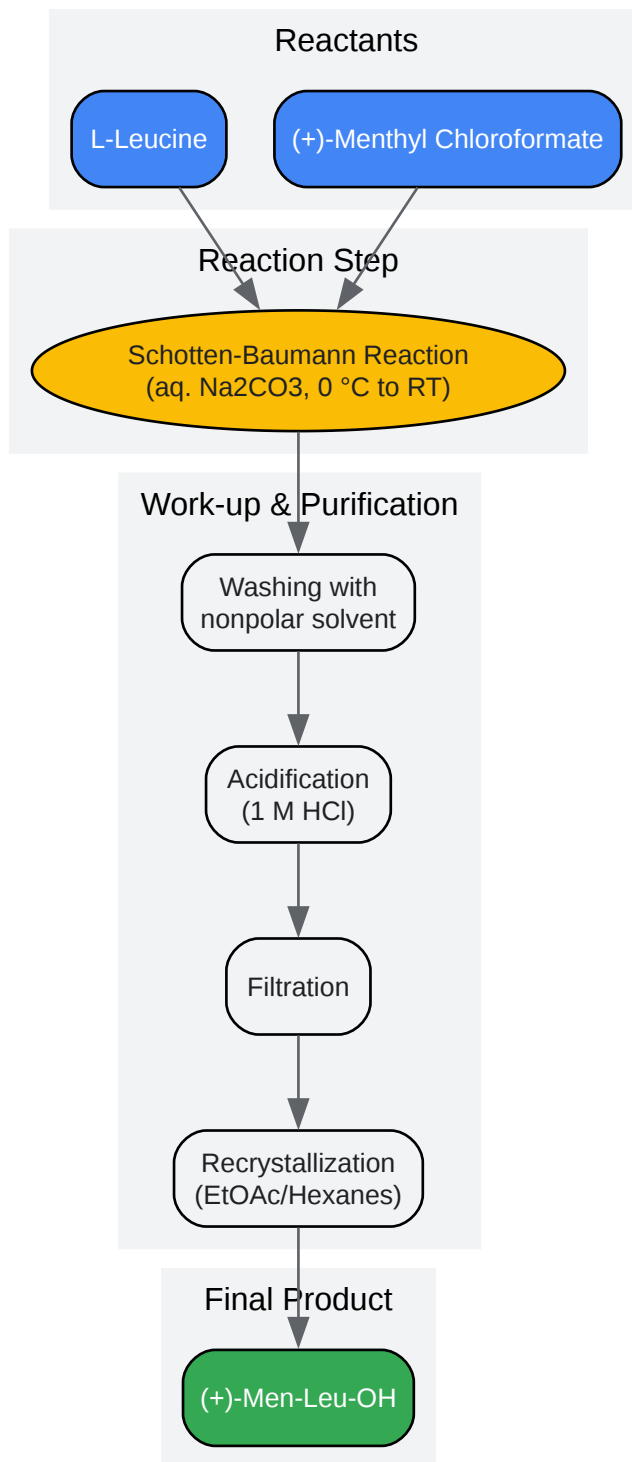 Reactants
L-Leucine
(+)-Menthyl Chloroformate
Reaction Step
Schotten-Baumann Reaction
(aq. Na2CO3, 0 °C to RT)
Work-up & Purification
Washing with
nonpolar solvent
Acidification
(1 M HCl)
Filtration
Recrystallization
(EtOAc/Hexanes)
Final Product
(+)-Men-Leu-OH